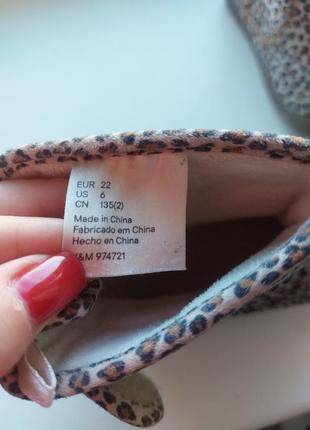 EUR 22
US 6
CN 135(2)
Made in China
Fabricado em China
Hecho en China
&M 974721